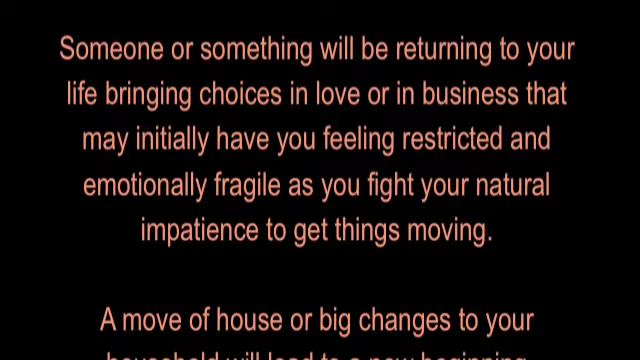 Someone or something will be returning to your
life bringing choices in love or in business that
may initially have you feeling restricted and
emotionally fragile as you fight your natural
impatience to get things moving.
A move of house or big changes to your
household will lead to a new beginning